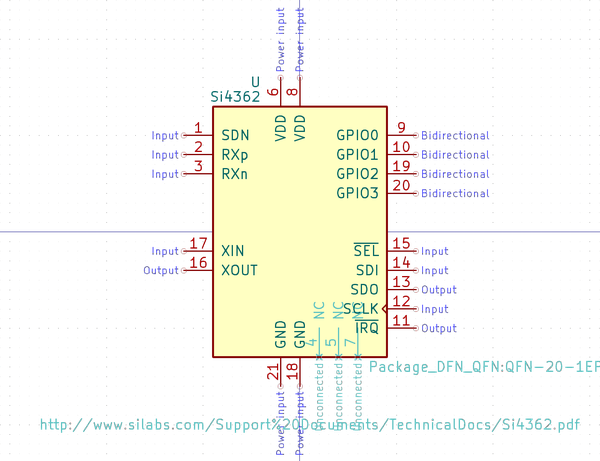 Power input
Power input
U
Si4362
6
8
VDD
VDD
Input 1 SDN
GPIO0 9 Bidirectional
Input 2 RXp
GPIO1 10 Bidirectional
Input 3 RXn
GPIO2 19 Bidirectional
GPIO3 20 Bidirectional
Input 17 XIN
SEL 15 Input
Output 16 XOUT
SDI 14 Input
SDO 13 Output
SCLK 12 Input
IRQ 11 Output
NC
NC
NC
4
5
7
GND
GND
21
18
Unconnected
Unconnected
Unconnected
Package_DFN_QFN:QFN-20-1EP
Power input
Power input
http://www.silabs.com/Support%20Documents/TechnicalDocs/Si4362.pdf